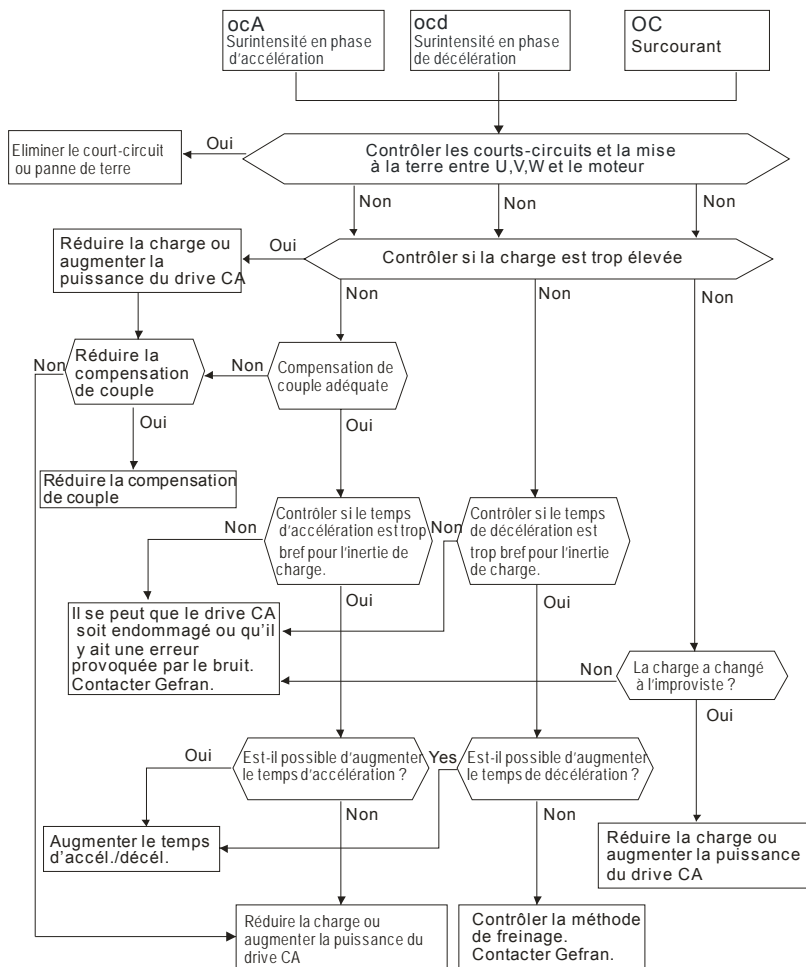 ocA
Surintensité en phase
d'accélération
ocd
Surintensité en phase
de décélération
OC
Surcourant
Oui
Eliminer le court-circuit
ou panne de terre
Contrôler les courts-circuits et la mise
à la terre entre U,V,W et le moteur
Non
Non
Non
Réduire la charge ou
augmenter la
puissance du drive CA
Oui
Contrôler si la charge est trop élevée
Non
Non
Non
Non
Réduire la
compensation
de couple
Non
Compensation de
couple adéquate
Oui
Oui
Réduire la compensation
de couple
Non
Contrôler si le temps
d'accélération est trop
bref pour l'inertie de
charge.
Non
Contrôler si le temps
de décélération est
trop bref pour l'inertie
de charge.
Oui
Oui
Il se peut que le drive CA
soit endommagé ou qu'il
y ait une erreur
provoquée par le bruit.
Contacter Gefran.
Non
La charge a changé
à l'improviste ?
Oui
Oui
Est-il possible d'augmenter
le temps d'accélération ?
Yes
Est-il possible d'augmenter
le temps de décélération ?
Non
Non
Augmenter le temps
d'accél./décél.
Réduire la charge ou
augmenter la puissance
du drive CA
Réduire la charge ou
augmenter la puissance du
drive CA
Contrôler la méthode
de freinage.
Contacter Gefran.